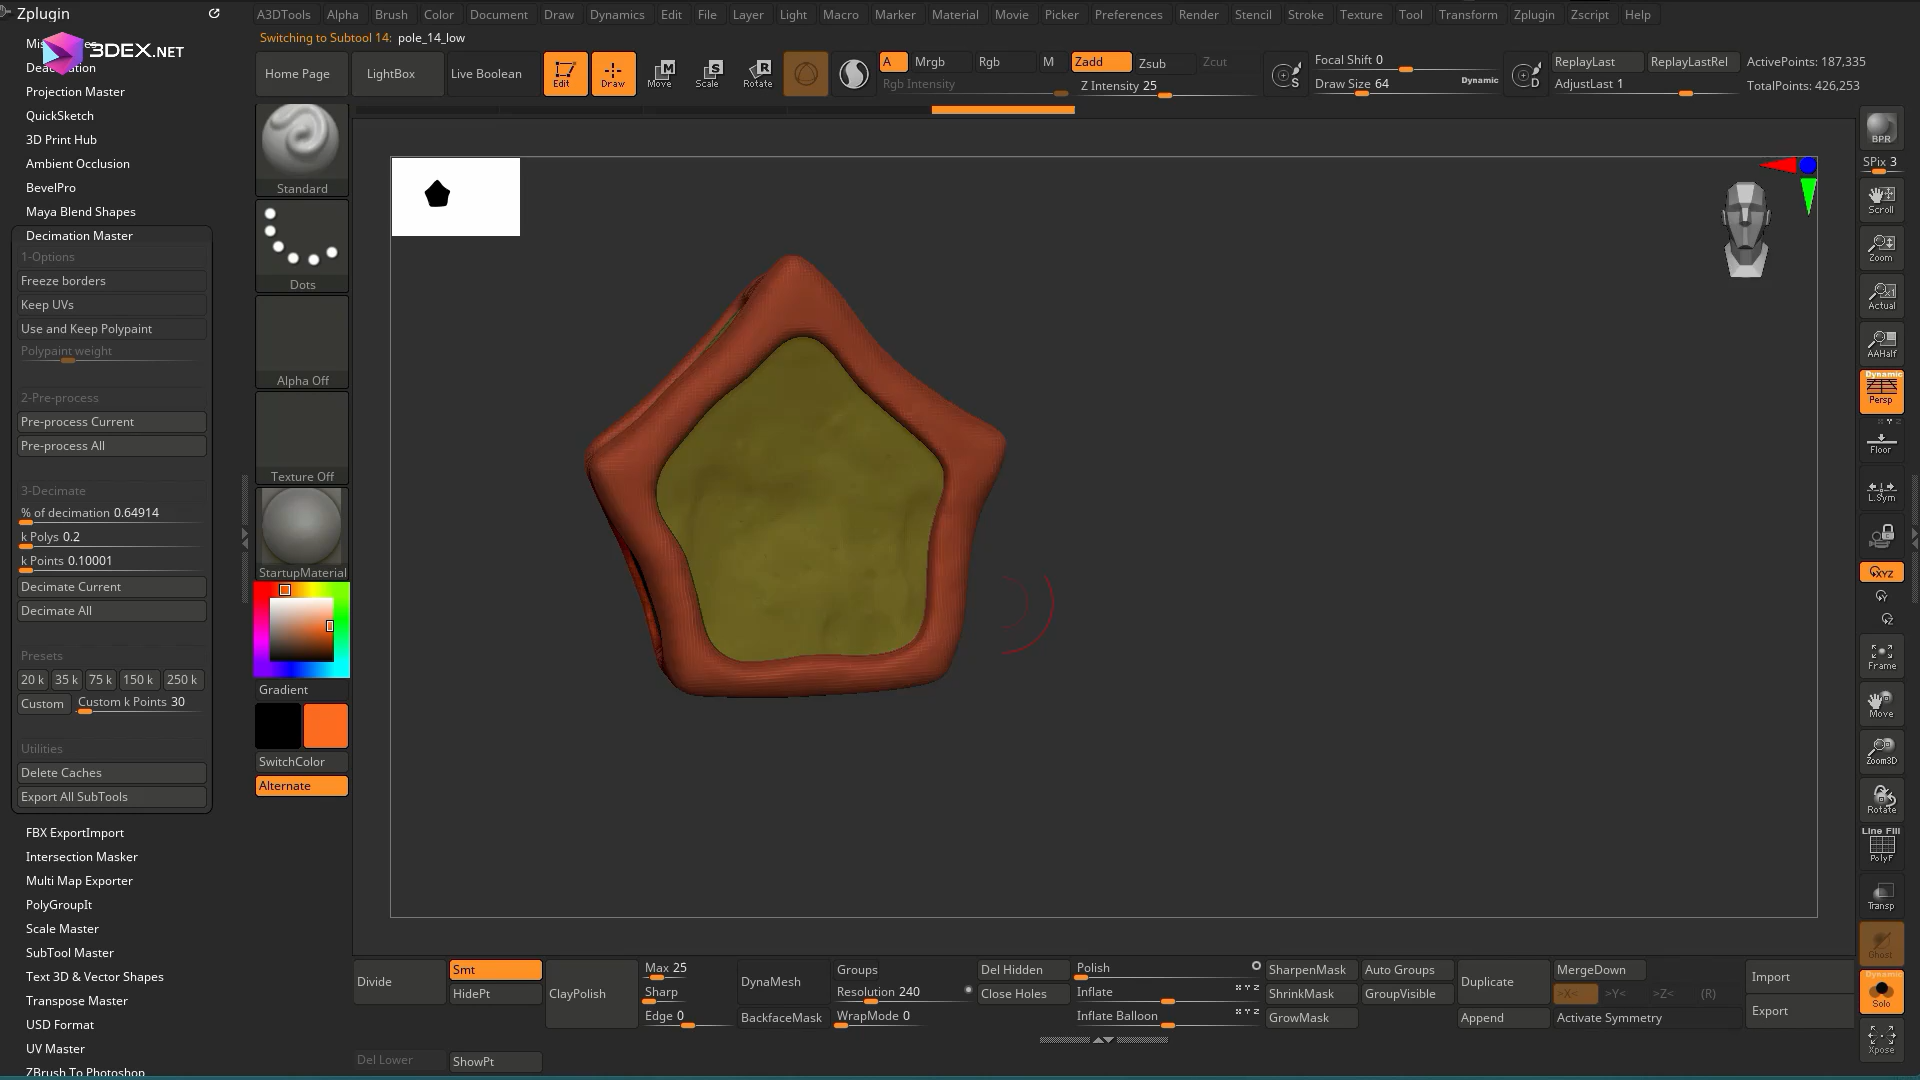 Zplugin
3DEX.NET
Projection Master
QuickSketch
3D Print Hub
Ambient Occlusion
BevelPro
Maya Blend Shapes
Decimation Master
1-Options
Freeze borders
Keep UVs
Use and Keep Polypaint
Polypaint weight
2-Pre-process
Pre-process Current
Pre-process All
3-Decimate
% of decimation 0.64914
k Polys 0.2
k Points 0.10001
Decimate Current
Decimate All
Presets
20 k 35 k 75 k 150 k 250 k
Custom Custom k Points 30
Utilities
Delete Caches
Export All SubTools
FBX ExportImport
Intersection Masker
Multi Map Exporter
PolyGroupIt
Scale Master
SubTool Master
Text 3D & Vector Shapes
Transpose Master
USD Format
UV Master
ZBrush To Photoshop
A3DTools Alpha Brush Color Document Draw Dynamics Edit File Layer Light Macro Marker Material Movie Picker Preferences Render Stencil Stroke Texture Tool Transform Zplugin Zscript Help
Switching to Subtool 14: pole_14_low
Home Page LightBox Live Boolean
Edit Draw Move Scale Rotate
A Mrgb Rgb M Zadd Zsub Zcut
Rgb Intensity Z Intensity 25
S Focal Shift 0
Draw Size 64 Dynamic
D ReplayLast ReplayLastRel ActivePoints: 187,335
AdjustLast 1 TotalPoints: 426,253
Standard
Dots
Alpha Off
Texture Off
StartupMaterial
Gradient
SwitchColor
Alternate
BPR
SPix 3
Scroll
Zoom
Actual
AAHalf
Dynamic
Persp
Floor
L.Sym
XYZ
Y
Z
Frame
Move
Zoom3D
Rotate
Line Fill
PolyF
Transp
Ghost
Dynamic
Solo
Xpose
Divide Smt
HidePt
ClayPolish
Max 25
Sharp
Edge 0
DynaMesh
BackfaceMask
Groups
Resolution 240
WrapMode 0
Del Hidden
Close Holes
Polish
Inflate
Inflate Balloon
SharpenMask
ShrinkMask
GrowMask
Auto Groups
GroupVisible
Duplicate
Append
MergeDown
>X< >Y< >Z< (R)
Activate Symmetry
Import
Export
Del Lower ShowPt